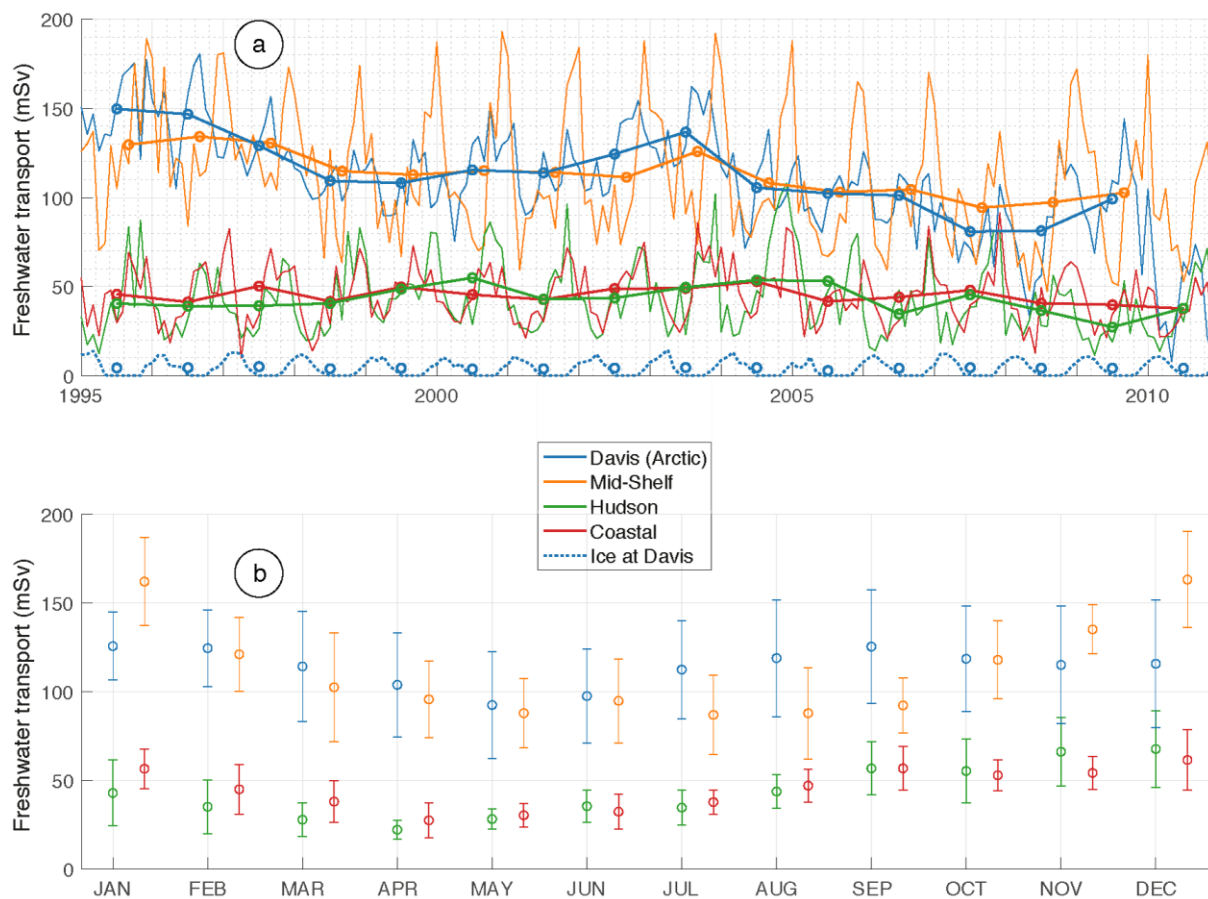 200
150
100
50
0
Freshwater transport (mSv)
a
1995 2000 2005 2010
Davis (Arctic)
Mid-Shelf
Hudson
Coastal
Ice at Davis
200
150
100
50
0
Freshwater transport (mSv)
b
JAN FEB MAR APR MAY JUN JUL AUG SEP OCT NOV DEC